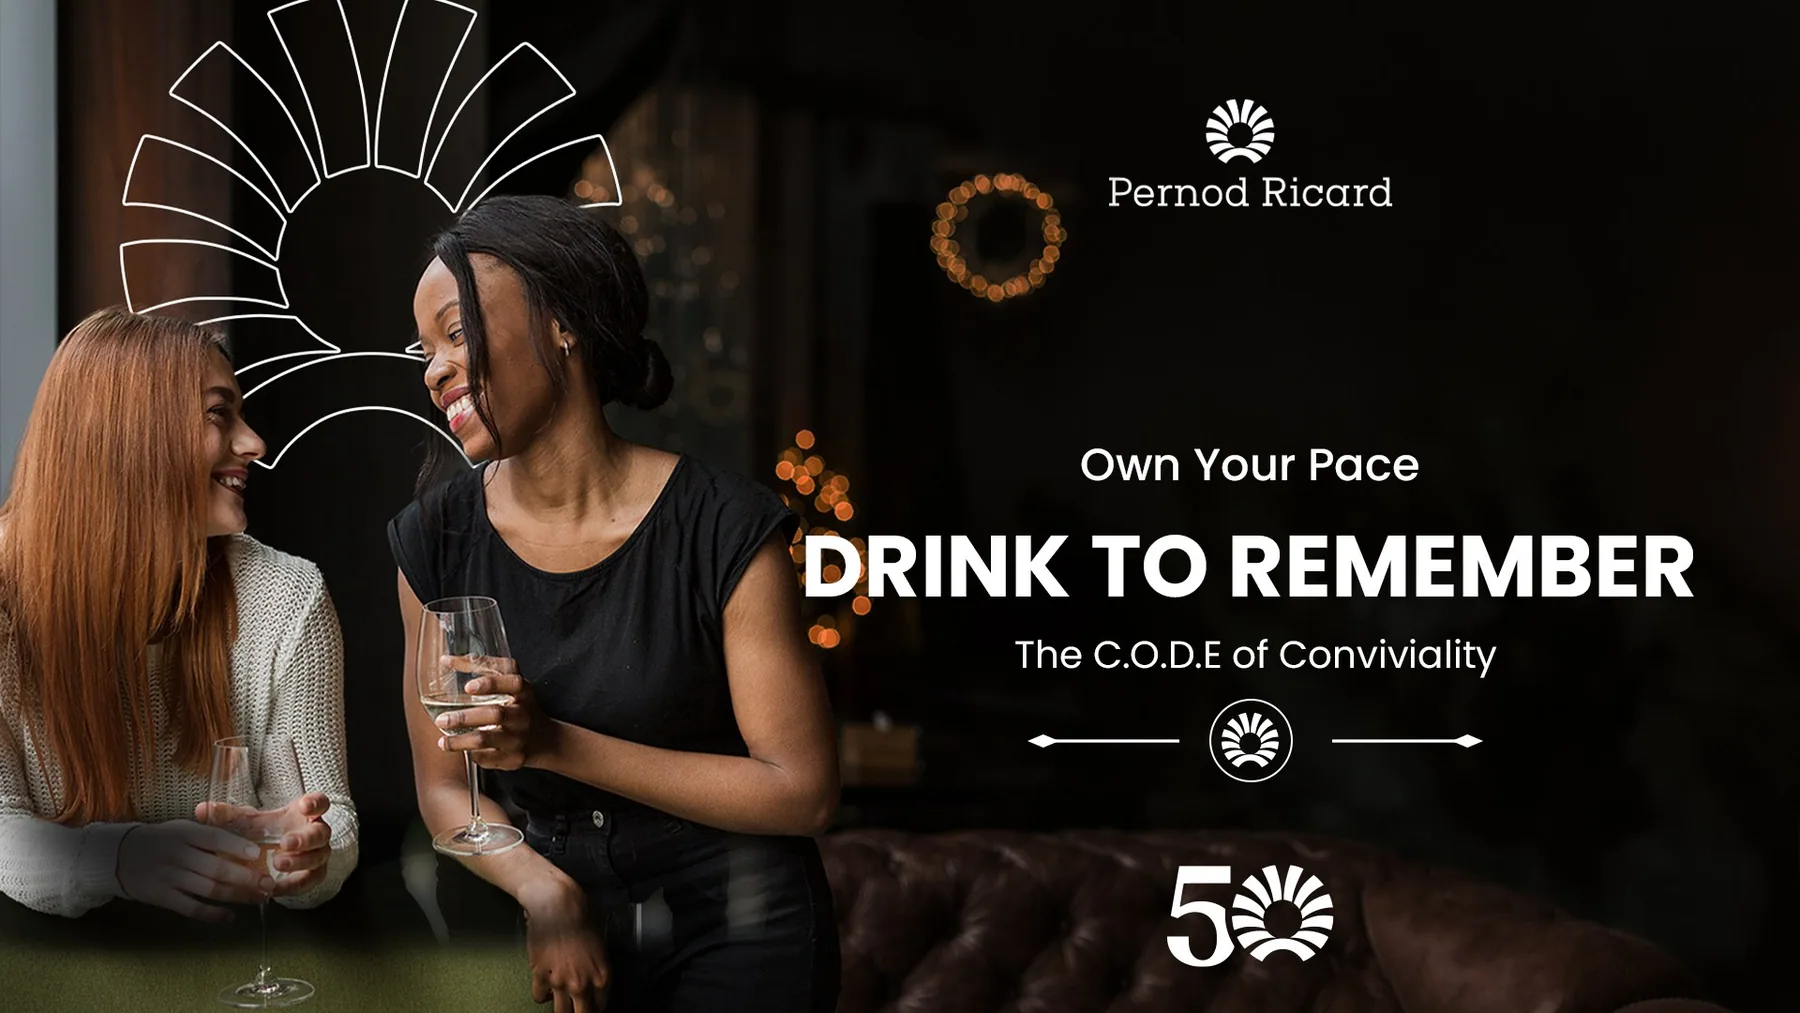 Pernod Ricard
Own Your Pace
DRINK TO REMEMBER
The C.O.D.E of Conviviality
50